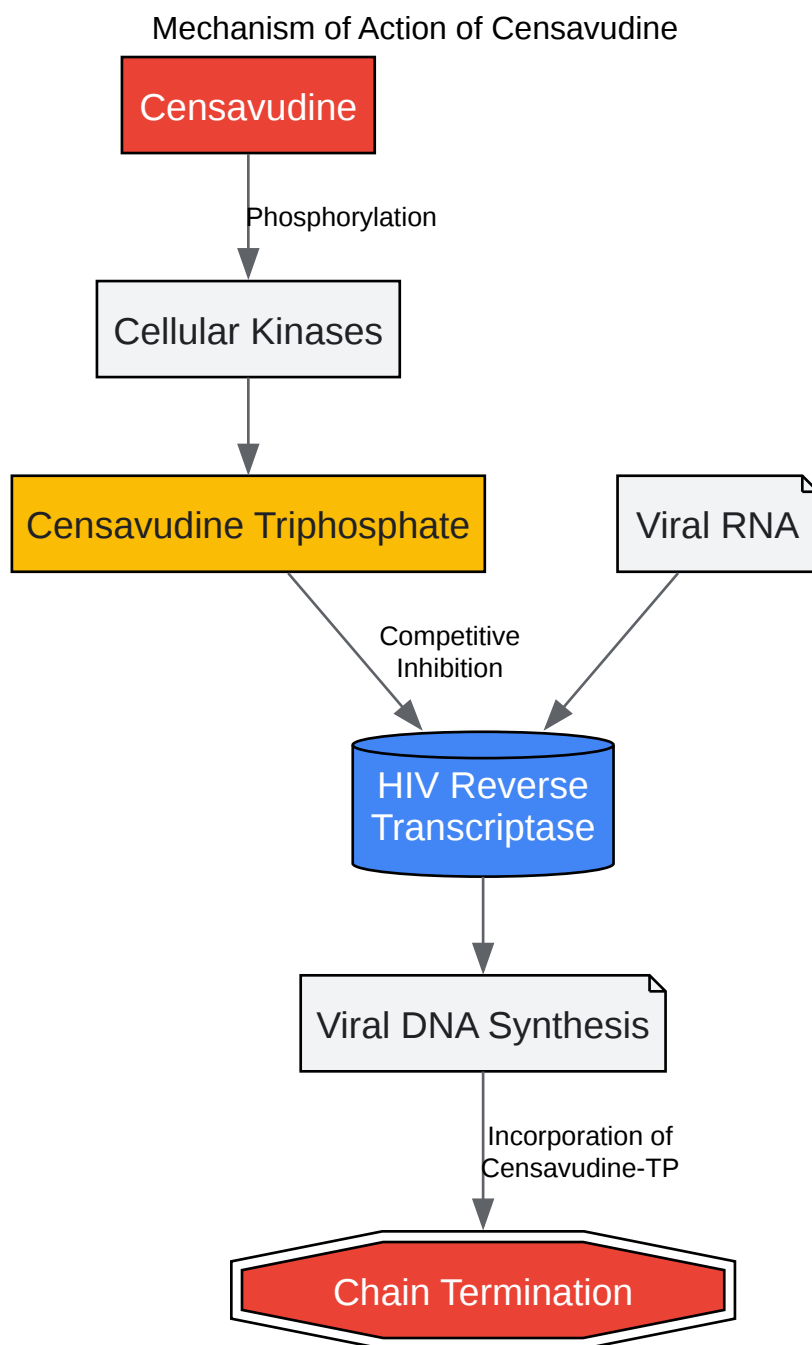 Mechanism of Action of Censavudine
Censavudine
Phosphorylation
Cellular Kinases
Censavudine Triphosphate
Viral RNA
Competitive
Inhibition
HIV Reverse
Transcriptase
Viral DNA Synthesis
Incorporation of
Censavudine-TP
Chain Termination